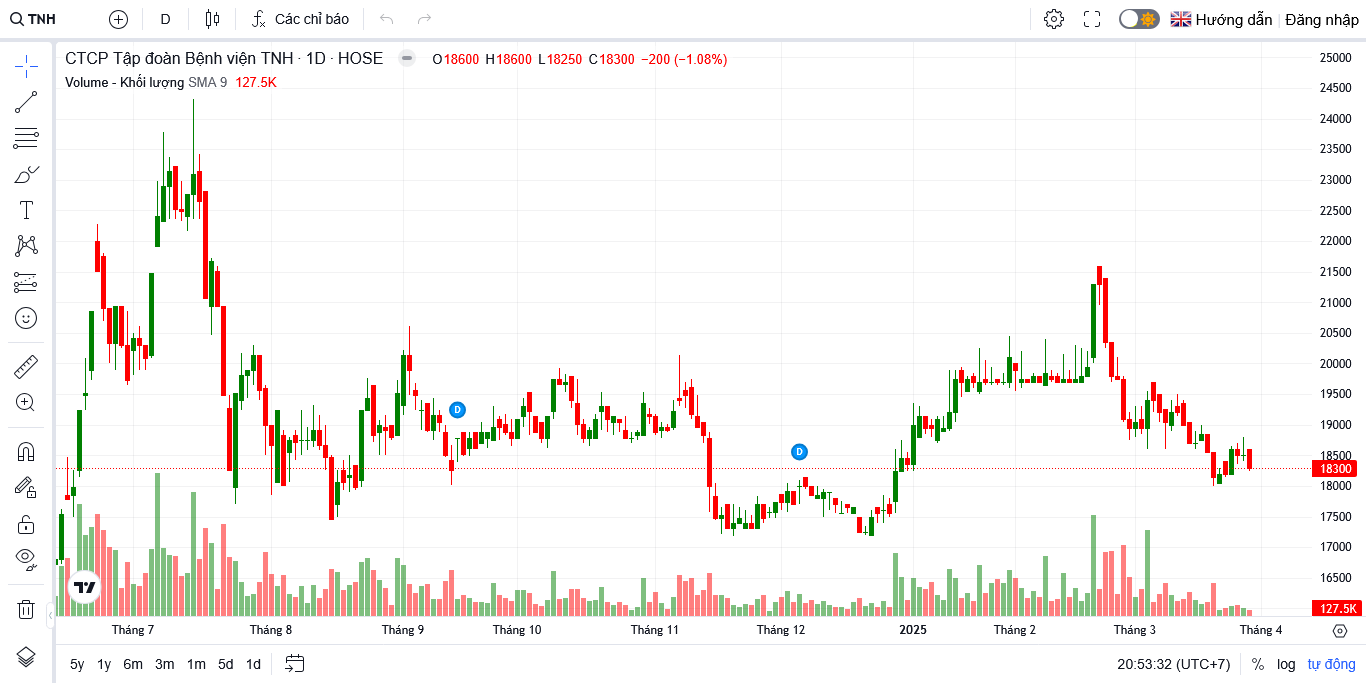 TNH D Các chỉ báo Hướng dẫn Đăng nhập
CTCP Tập đoàn Bệnh viện TNH · 1D · HOSE O18600 H18600 L18250 C18300 −200 (−1.08%)
Volume - Khối lượng SMA 9 127.5K
25000
24500
24000
23500
23000
22500
22000
21500
21000
20500
20000
19500
19000
18500
18300
18000
17500
17000
16500
127.5K
D
D
Tháng 7 Tháng 8 Tháng 9 Tháng 10 Tháng 11 Tháng 12 2025 Tháng 2 Tháng 3 Tháng 4
5y 1y 6m 3m 1m 5d 1d 20:53:32 (UTC+7) % log tự động